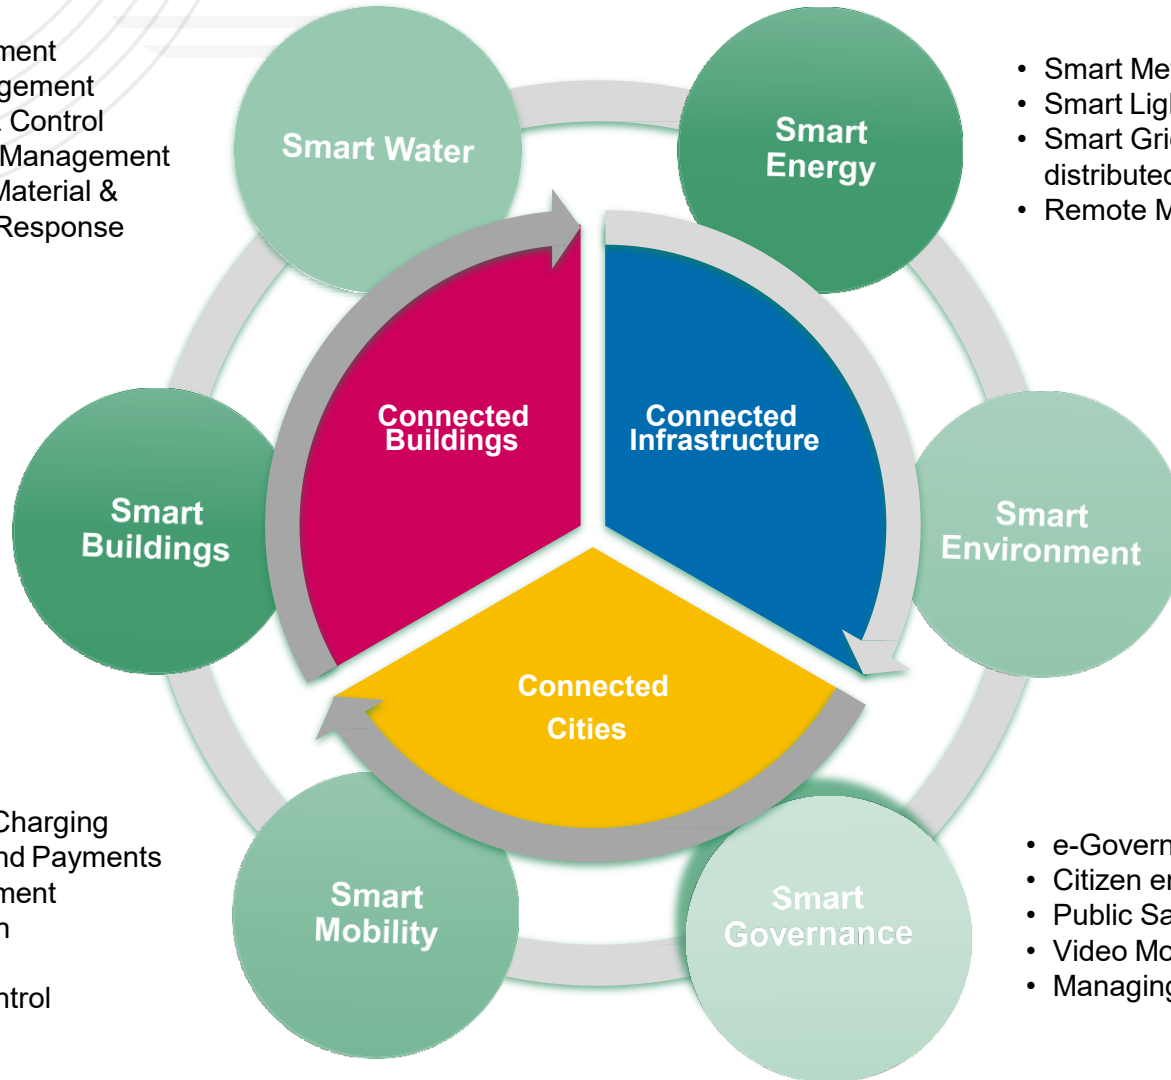 ment
gement
Control
Management
Material &
Response
Smart Water
Smart
Energy
• Smart Me
• Smart Lig
• Smart Gri
distributed
• Remote M
Connected
Buildings
Connected
Infrastructure
Smart
Buildings
Smart
Environment
Connected
Cities
Charging
nd Payments
ment
n
ntrol
Smart
Mobility
Smart
Governance
• e-Govern
• Citizen en
• Public Sa
• Video Mo
• Managing